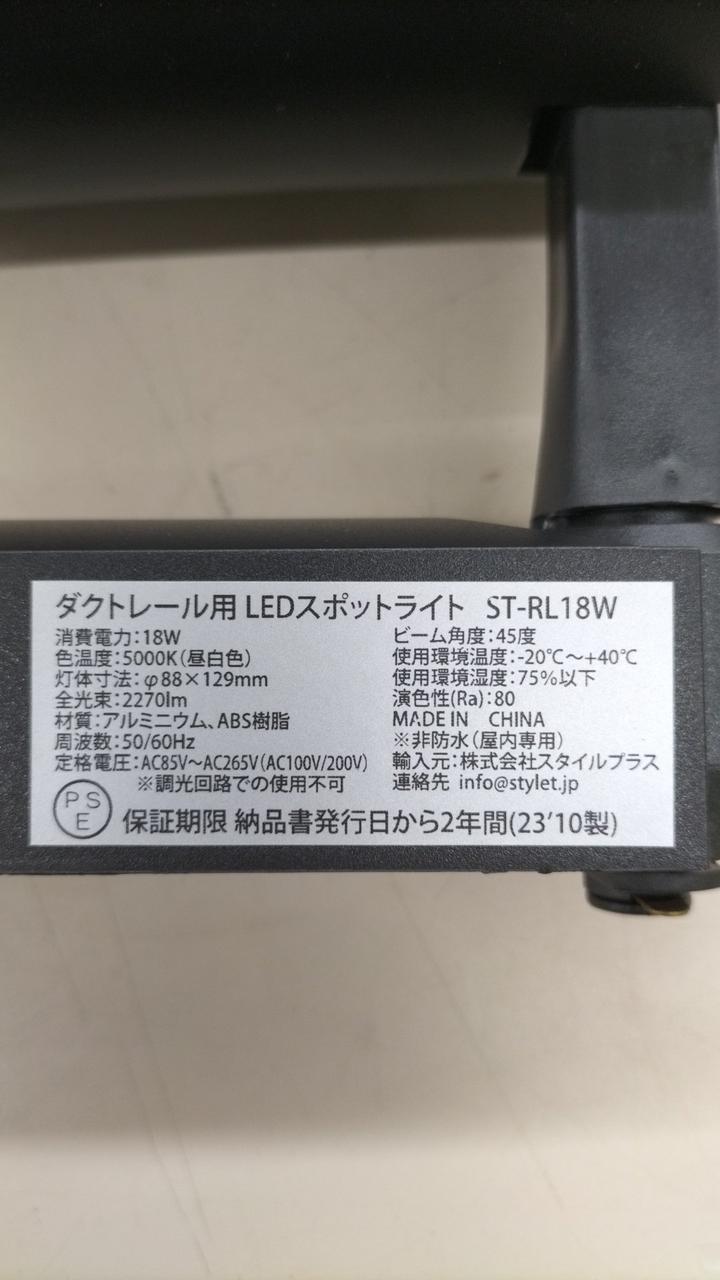 ダクトレール用 LEDスポットライト ST-RL18W
消費電力:18W
色温度:5000K(昼白色)
灯体寸法:φ88×129mm
全光束:2270lm
材質:アルミニウム、ABS樹脂
周波数:50/60Hz
定格電圧:AC85V〜AC265V(AC100V/200V)
※調光回路での使用不可
ビーム角度:45度
使用環境温度:-20℃〜+40℃
使用環境湿度:75%以下
演色性(Ra):80
MADE IN CHINA
※非防水(屋内専用)
輸入元:株式会社スタイルプラス
連絡先 info@stylet.jp
PS
E
保証期限 納品書発行日から2年間(23'10製)